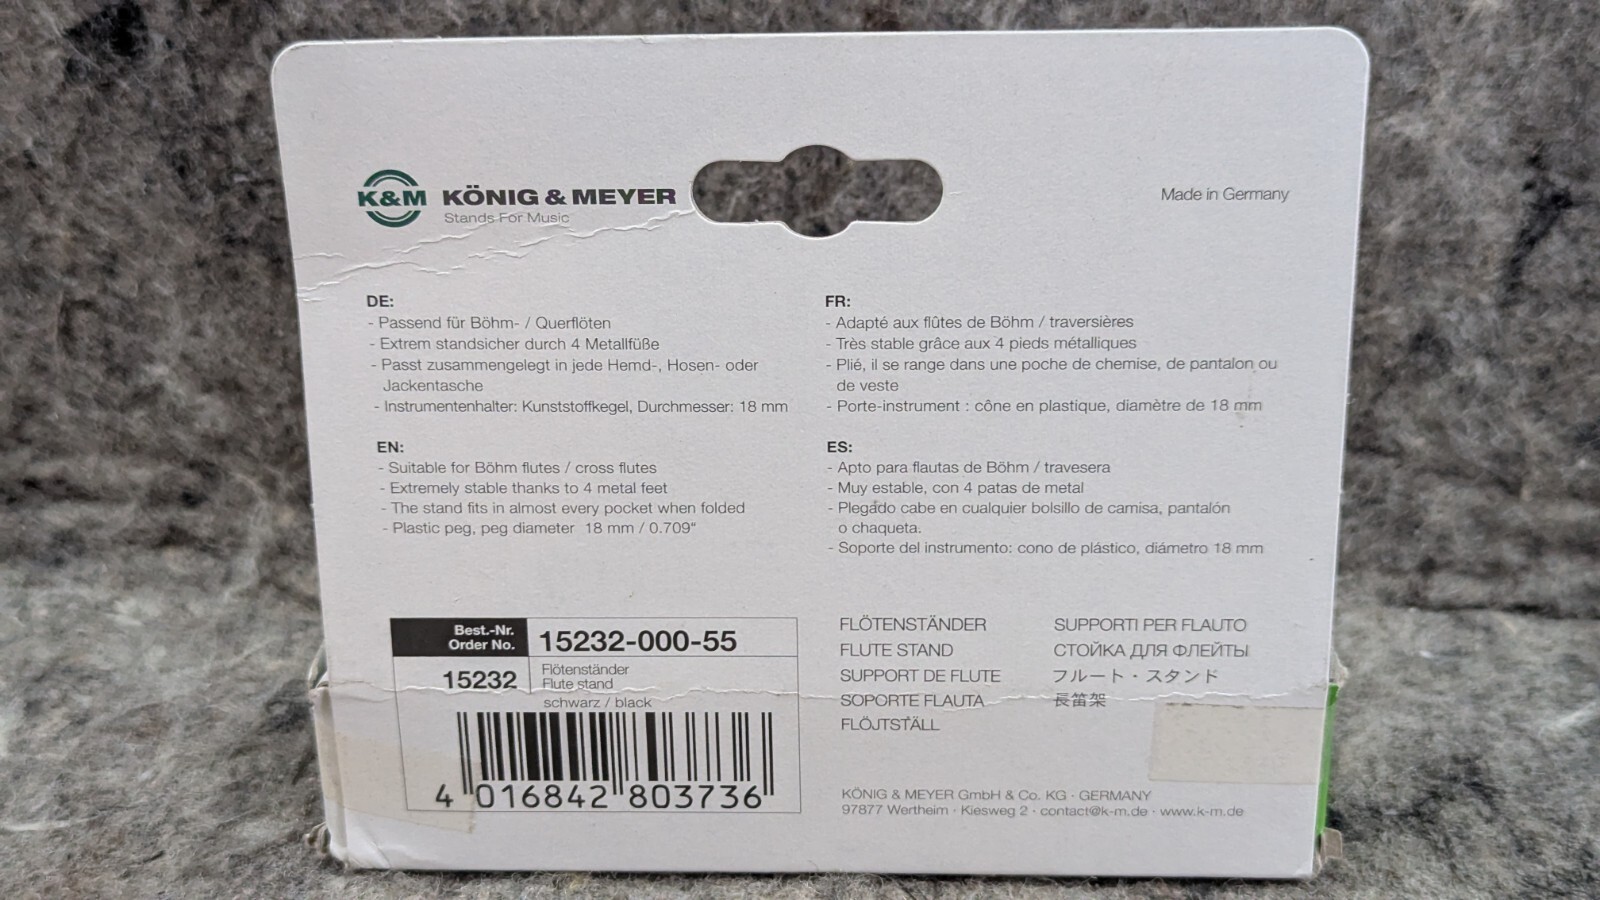 K&M KÖNIG & MEYER
Stands For Music
Made in Germany
DE:
- Passend für Böhm- / Querflöten
- Extrem standsicher durch 4 Metallfüße
- Passt zusammengelegt in jede Hemd-, Hosen- oder
Jackentasche
- Instrumentenhalter: Kunststoffkegel, Durchmesser: 18 mm
FR:
- Adapté aux flûtes de Böhm / traversières
- Très stable grâce aux 4 pieds métalliques
- Plié, il se range dans une poche de chemise, de pantalon ou
de veste
- Porte-instrument : cône en plastique, diamètre de 18 mm
EN:
- Suitable for Böhm flutes / cross flutes
- Extremely stable thanks to 4 metal feet
- The stand fits in almost every pocket when folded
- Plastic peg, peg diameter 18 mm / 0.709"
ES:
- Apto para flautas de Böhm / travesera
- Muy estable, con 4 patas de metal
- Plegado cabe en cualquier bolsillo de camisa, pantalón
o chaqueta.
- Soporte del instrumento: cono de plástico, diámetro 18 mm
Best.-Nr.
Order No.
15232-000-55
15232
Flötenständer
Flute stand
schwarz / black
4 016842 803736
FLÖTENSTÄNDER
FLUTE STAND
SUPPORT DE FLUTE
SOPORTE FLAUTA
FLÖJTSTÄLL
SUPPORTI PER FLAUTO
СТОЙКА ДЛЯ ФЛЕЙТЫ
フルート・スタンド
長笛架
KÖNIG & MEYER GmbH & Co. KG · GERMANY
97877 Wertheim · Kiesweg 2 · contact@k-m.de · www.k-m.de